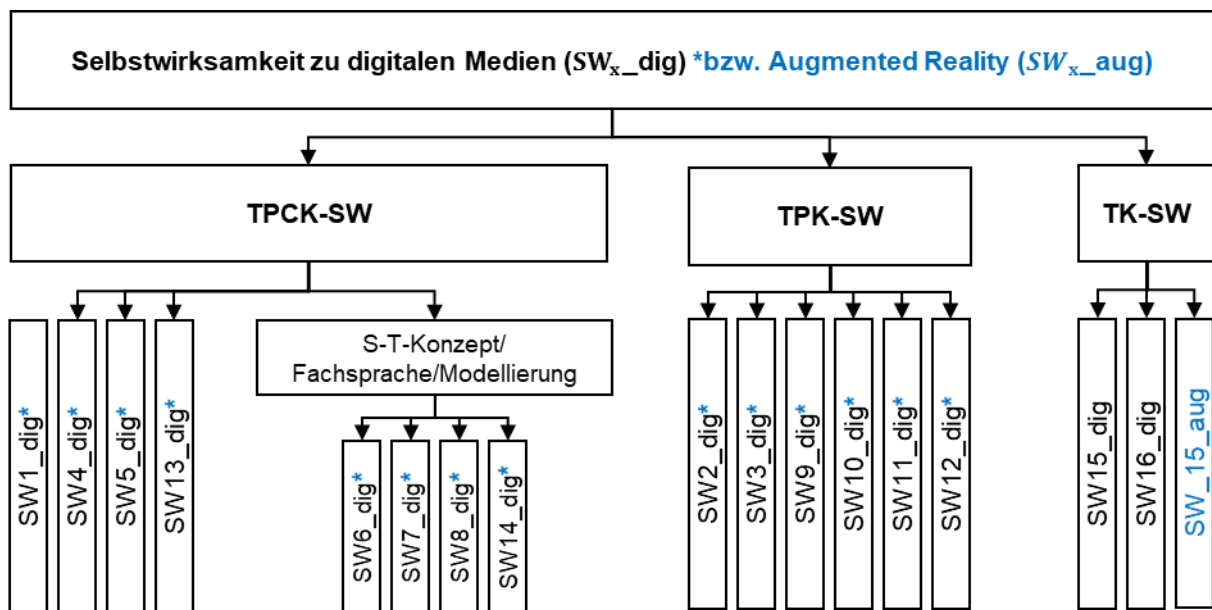 Selbstwirksamkeit zu digitalen Medien (SWx_dig) *bzw. Augmented Reality (SWx_aug)
TPCK-SW
TPK-SW
TK-SW
S-T-Konzept/
Fachsprache/Modellierung
SW1_dig*
SW4_dig*
SW5_dig*
SW13_dig*
SW6_dig*
SW7_dig*
SW8_dig*
SW14_dig*
SW2_dig*
SW3_dig*
SW9_dig*
SW10_dig*
SW11_dig*
SW12_dig*
SW15_dig
SW16_dig
SW_15_aug